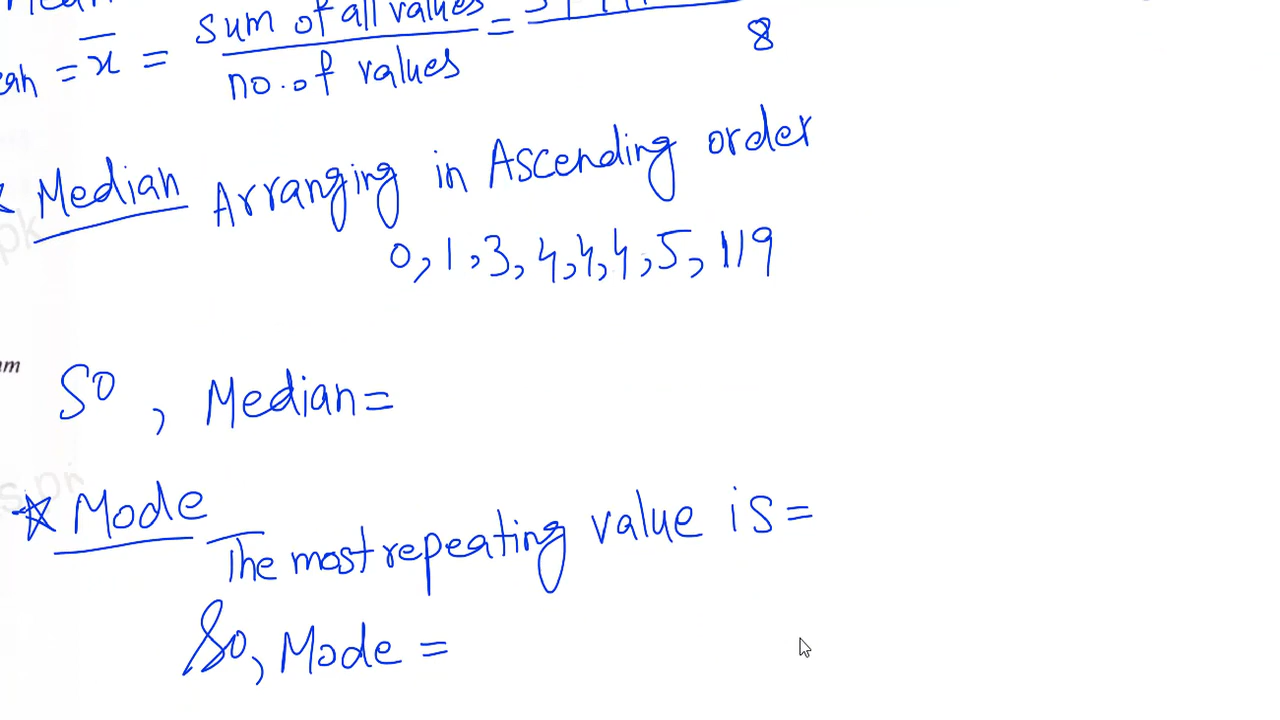 x̄ = sum of all values / no. of values = 8
Median Arranging in Ascending order
0, 1, 3, 4, 4, 4, 5, 119
So, Median =
☆ Mode
The most repeating value is =
So, Mode =